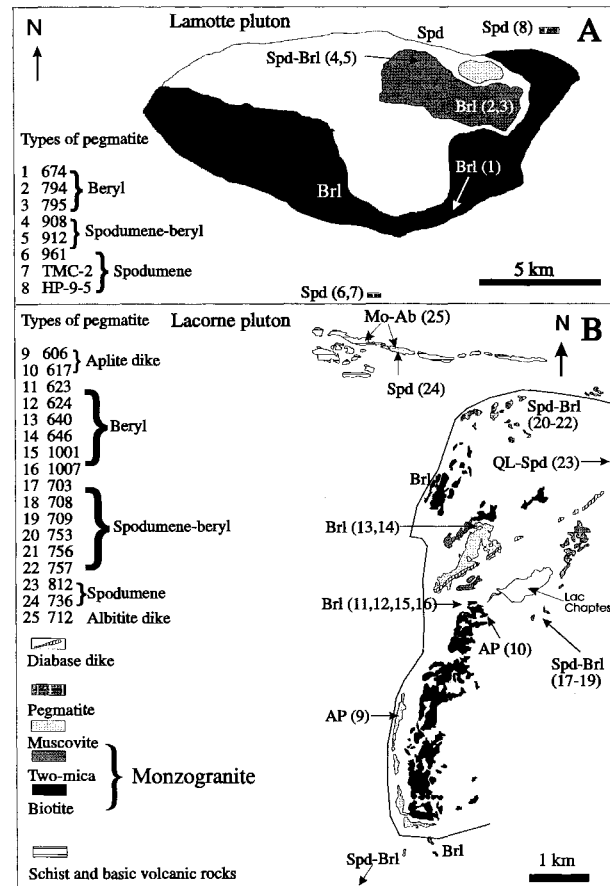 Lamotte pluton
A
N
Spd
Spd (8)
Spd-Brl (4,5)
Brl (2,3)
Brl (1)
Brl
Types of pegmatite
1 674
2 794
3 795
Beryl
4 908
5 912
Spodumene-beryl
6 961
7 TMC-2
8 HP-9-5
Spodumene
5 km
Spd (6,7)
Types of pegmatite
Lacorne pluton
B
N
Mo-Ab (25)
Spd (24)
9 606
10 617
Aplite dike
11 623
12 624
13 640
14 646
15 1001
16 1007
Beryl
17 703
18 708
19 709
20 753
21 756
22 757
Spodumene-beryl
23 812
24 736
Spodumene
25 712 Albitite dike
Spd-Brl
(20-22)
QL-Spd (23)
Brl
Brl (13,14)
Brl (11,12,15,16)
Lac
Chaptes
AP (10)
Spd-Brl
(17-19)
AP (9)
Spd-Brl
Brl
1 km
Diabase dike
Pegmatite
Muscovite
Two-mica
Biotite
Monzogranite
Schist and basic volcanic rocks